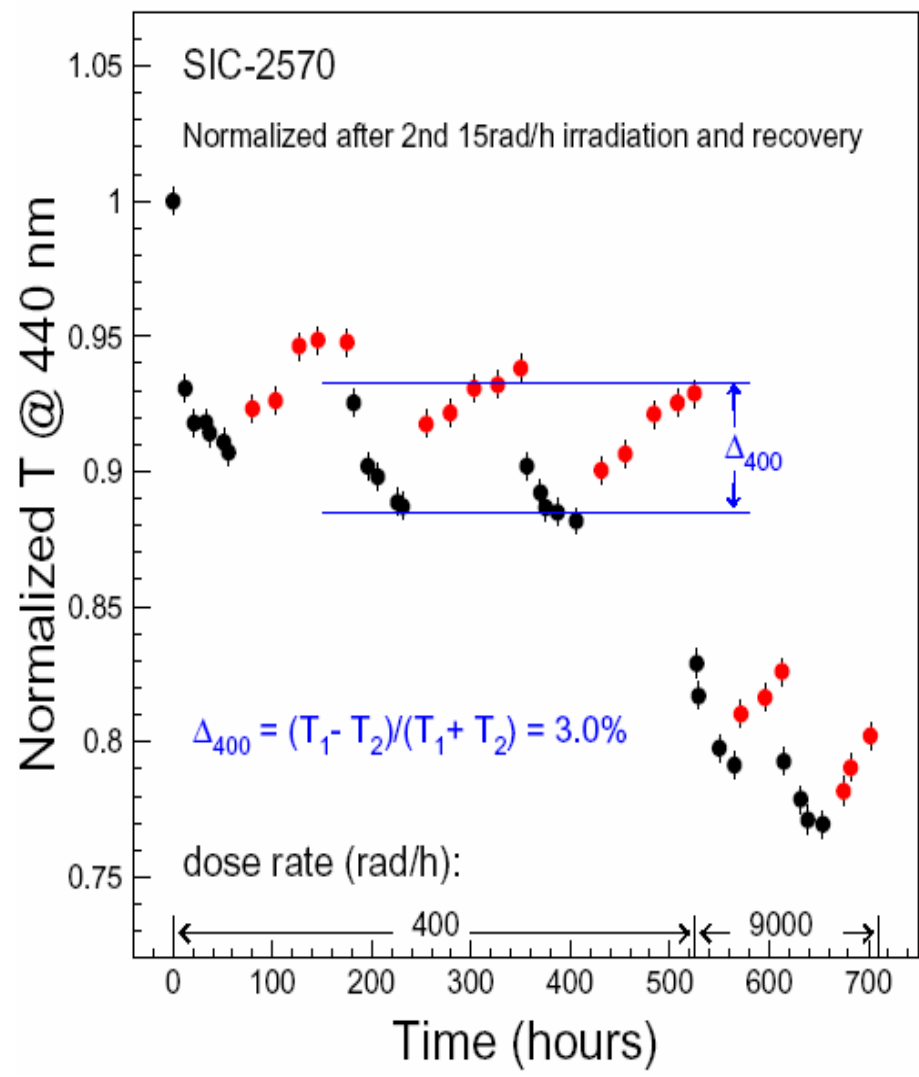 SIC-2570
Normalized after 2nd 15rad/h irradiation and recovery
Normalized T @ 440 nm
1.05
1
0.95
0.9
0.85
0.8
0.75
Δ400
Δ400 = (T1- T2)/(T1+ T2) = 3.0%
dose rate (rad/h):
400
9000
0 100 200 300 400 500 600 700
Time (hours)